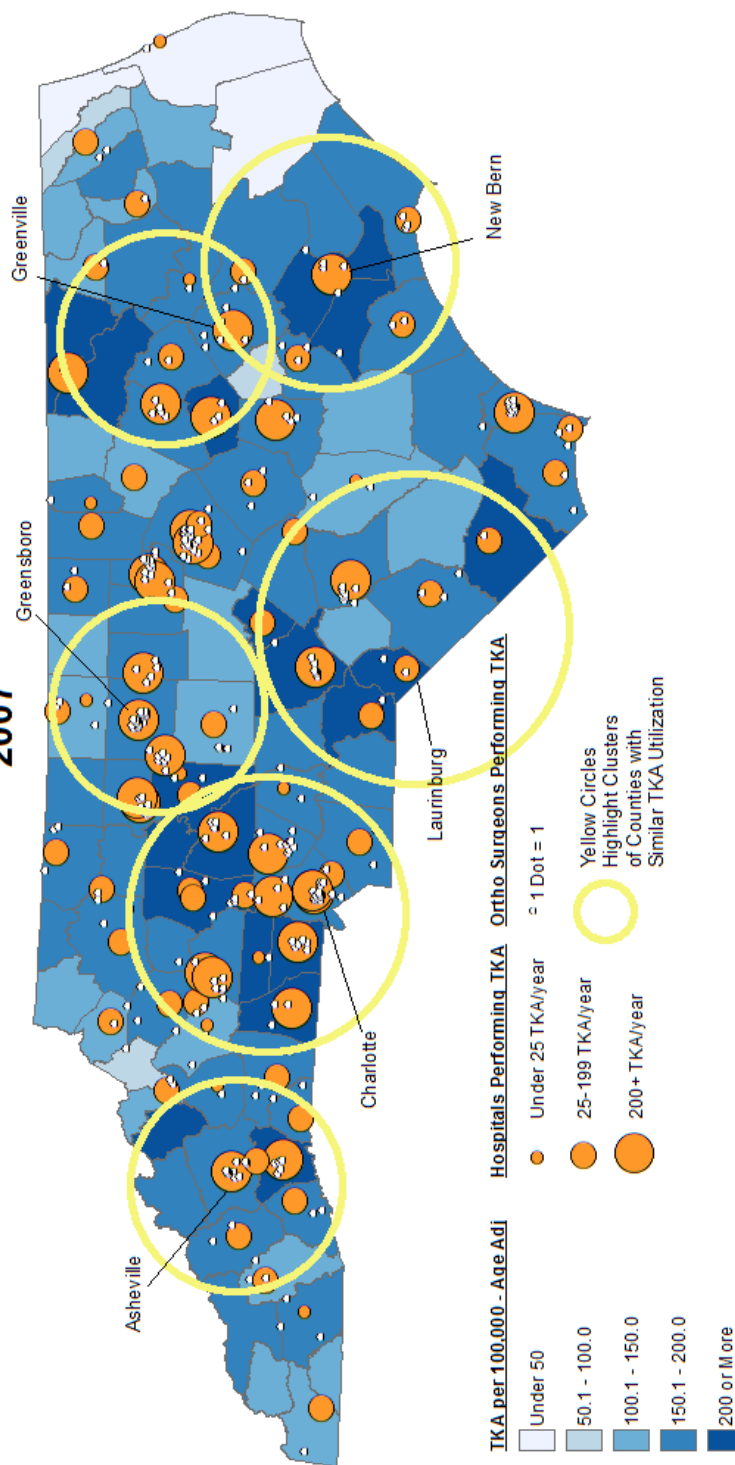 2007
Asheville
Charlotte
Greensboro
Laurinburg
Greenville
New Bern
TKA per 100,000 - Age Adj
Under 50
50.1 - 100.0
100.1 - 150.0
150.1 - 200.0
200 or More
Hospitals Performing TKA
Under 25 TKA/year
25-199 TKA/year
200+ TKA/year
Ortho Surgeons Performing TKA
1 Dot = 1
Yellow Circles
Highlight Clusters
of Counties with
Similar TKA Utilization